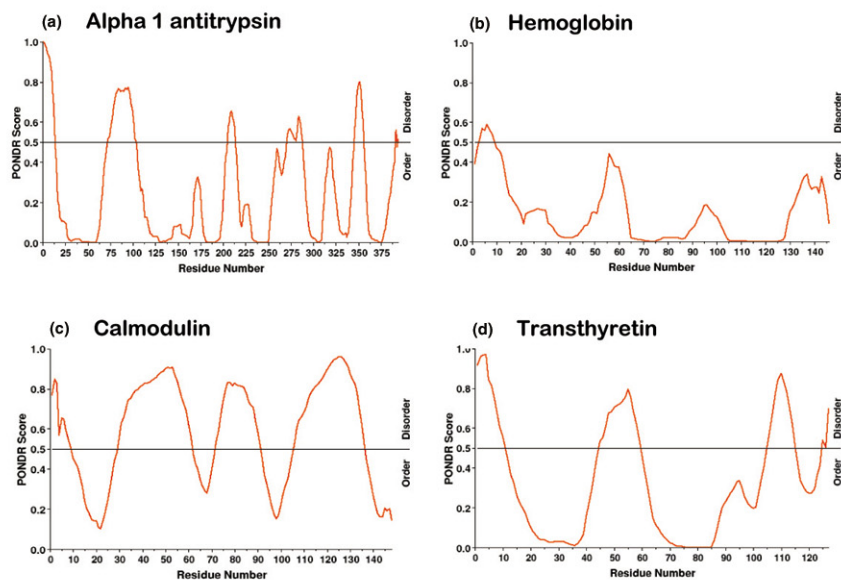 (a) Alpha 1 antitrypsin
1.0
0.8
0.6
0.5
0.4
0.2
0.0
PONDR Score
Disorder
Order
0 25 50 75 100 125 150 175 200 225 250 275 300 325 350 375
Residue Number
(b) Hemoglobin
1.0
0.8
0.6
0.5
0.4
0.2
0.0
PONDR Score
Disorder
Order
0 10 20 30 40 50 60 70 80 90 100 110 120 130 140
Residue Number
(c) Calmodulin
1.0
0.8
0.6
0.5
0.4
0.2
0.0
PONDR Score
Disorder
Order
0 10 20 30 40 50 60 70 80 90 100 110 120 130 140
Residue Number
(d) Transthyretin
1.0
0.8
0.6
0.5
0.4
0.2
0.0
PONDR Score
Disorder
Order
0 10 20 30 40 50 60 70 80 90 100 110 120
Residue Number